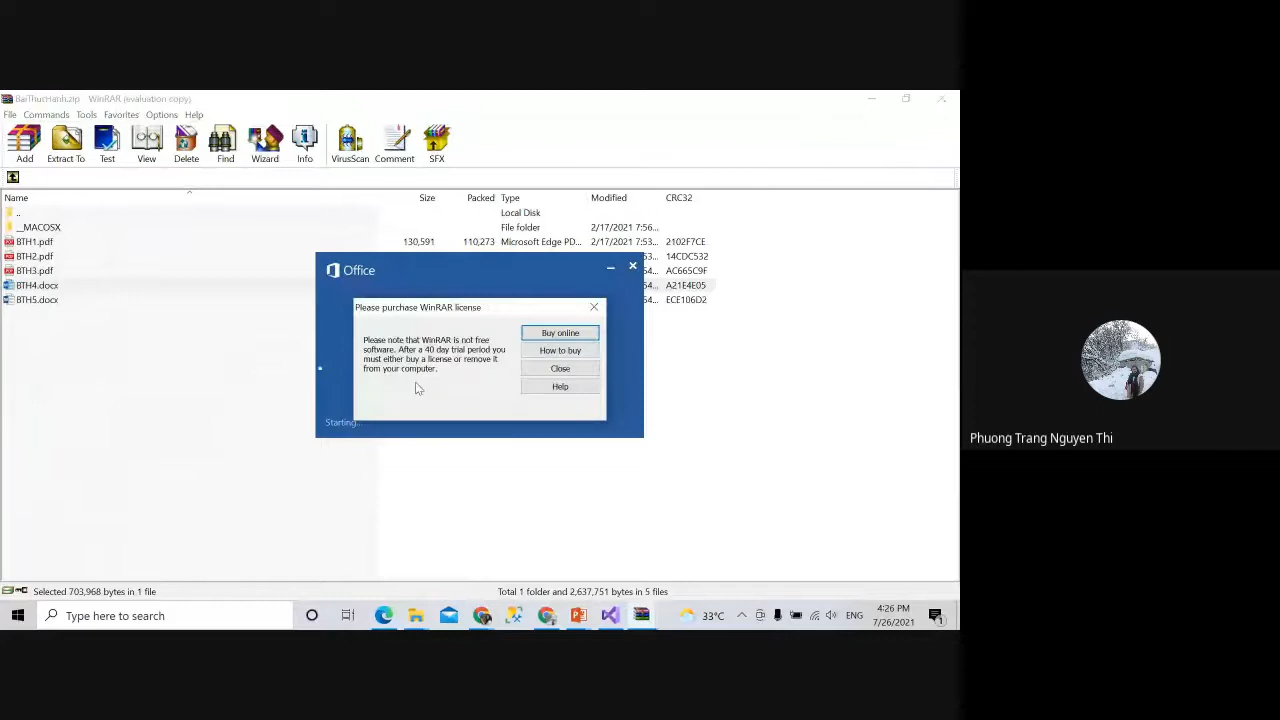 BaiThucHanh.zip WinRAR (evaluation copy)
File Commands Tools Favorites Options Help
Add Extract To Test View Delete Find Wizard Info VirusScan Comment SFX
Name Size Packed Type Modified CRC32
.. Local Disk
__MACOSX File folder 2/17/2021 7:56...
BTH1.pdf 130,591 110,273 Microsoft Edge PD... 2/17/2021 7:53... 2102F7CE
BTH2.pdf 53... 14CDC532
BTH3.pdf 54... AC665C9F
BTH4.docx 54... A21E4E05
BTH5.docx 54... ECE106D2
Office
Please purchase WinRAR license
Please note that WinRAR is not free
software. After a 40 day trial period you
must either buy a license or remove it
from your computer.
Buy online
How to buy
Close
Help
Starting...
Selected 703,968 bytes in 1 file Total 1 folder and 2,637,751 bytes in 5 files
Type here to search 33°C ENG 4:26 PM
7/26/2021
1
Phuong Trang Nguyen Thi